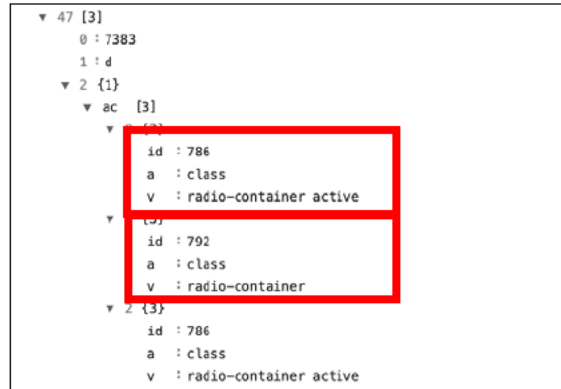 ▼ 47 [3]
0 : 7383
1 : d
▼ 2 {1}
▼ ac [3]
▼
id : 786
a : class
v : radio-container active
▼ {3}
id : 792
a : class
v : radio-container
▼ 2 {3}
id : 786
a : class
v : radio-container active